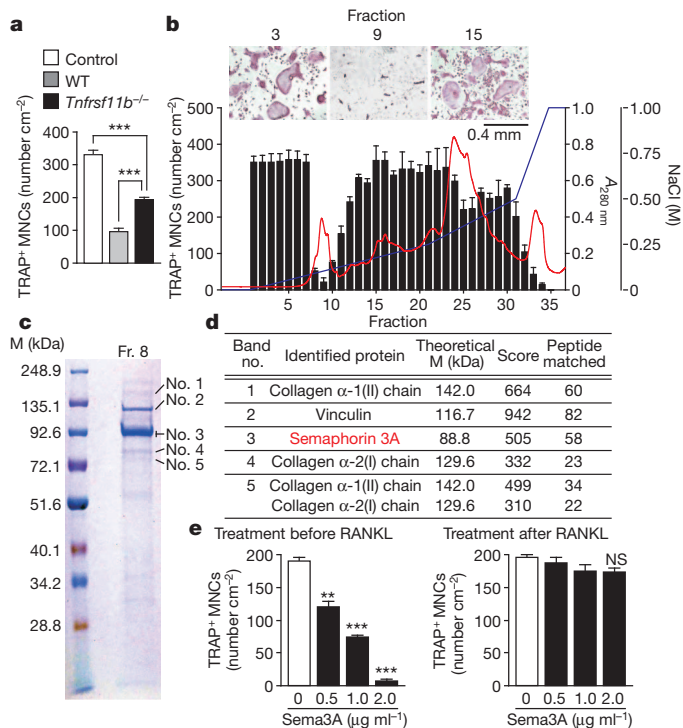 a
Control
WT
Tnfrsf11b−/−
***
***
TRAP+ MNCs (number cm−2)
400
300
200
100
0
b
Fraction
3 9 15
0.4 mm
TRAP+ MNCs (number cm−2)
500
400
300
200
100
0
5 10 15 20 25 30 35
Fraction
1.0
0.8
0.6
0.4
0.2
0
A280 nm
1.00
0.75
0.50
0.25
0
NaCl (M)
c
M (kDa)
Fr. 8
248.9
135.1
92.6
72.1
51.6
40.1
34.2
28.8
No. 1
No. 2
No. 3
No. 4
No. 5
d
Band no. Identified protein Theoretical M (kDa) Score Peptide matched
1 Collagen α-1(II) chain 142.0 664 60
2 Vinculin 116.7 942 82
3 Semaphorin 3A 88.8 505 58
4 Collagen α-2(I) chain 129.6 332 23
5 Collagen α-1(II) chain 142.0 499 34
Collagen α-2(I) chain 129.6 310 22
e
Treatment before RANKL
TRAP+ MNCs
(number cm−2)
200
150
100
50
0
**
***
***
0 0.5 1.0 2.0
Sema3A (μg ml−1)
Treatment after RANKL
TRAP+ MNCs
(number cm−2)
200
150
100
50
0
NS
0 0.5 1.0 2.0
Sema3A (μg ml−1)